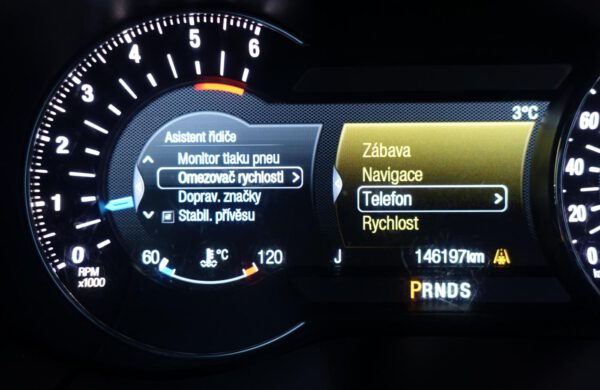 6
5
4
3
2
1
0
RPM
x1000
Asistent řidiče
Monitor tlaku pneu
Omezovač rychlosti
Doprav. značky
Stabil. přívěsu
60 °C 120
3°C
Zábava
Navigace
Telefon
Rychlost
J 146197km
PRNDS
60
40
20
0